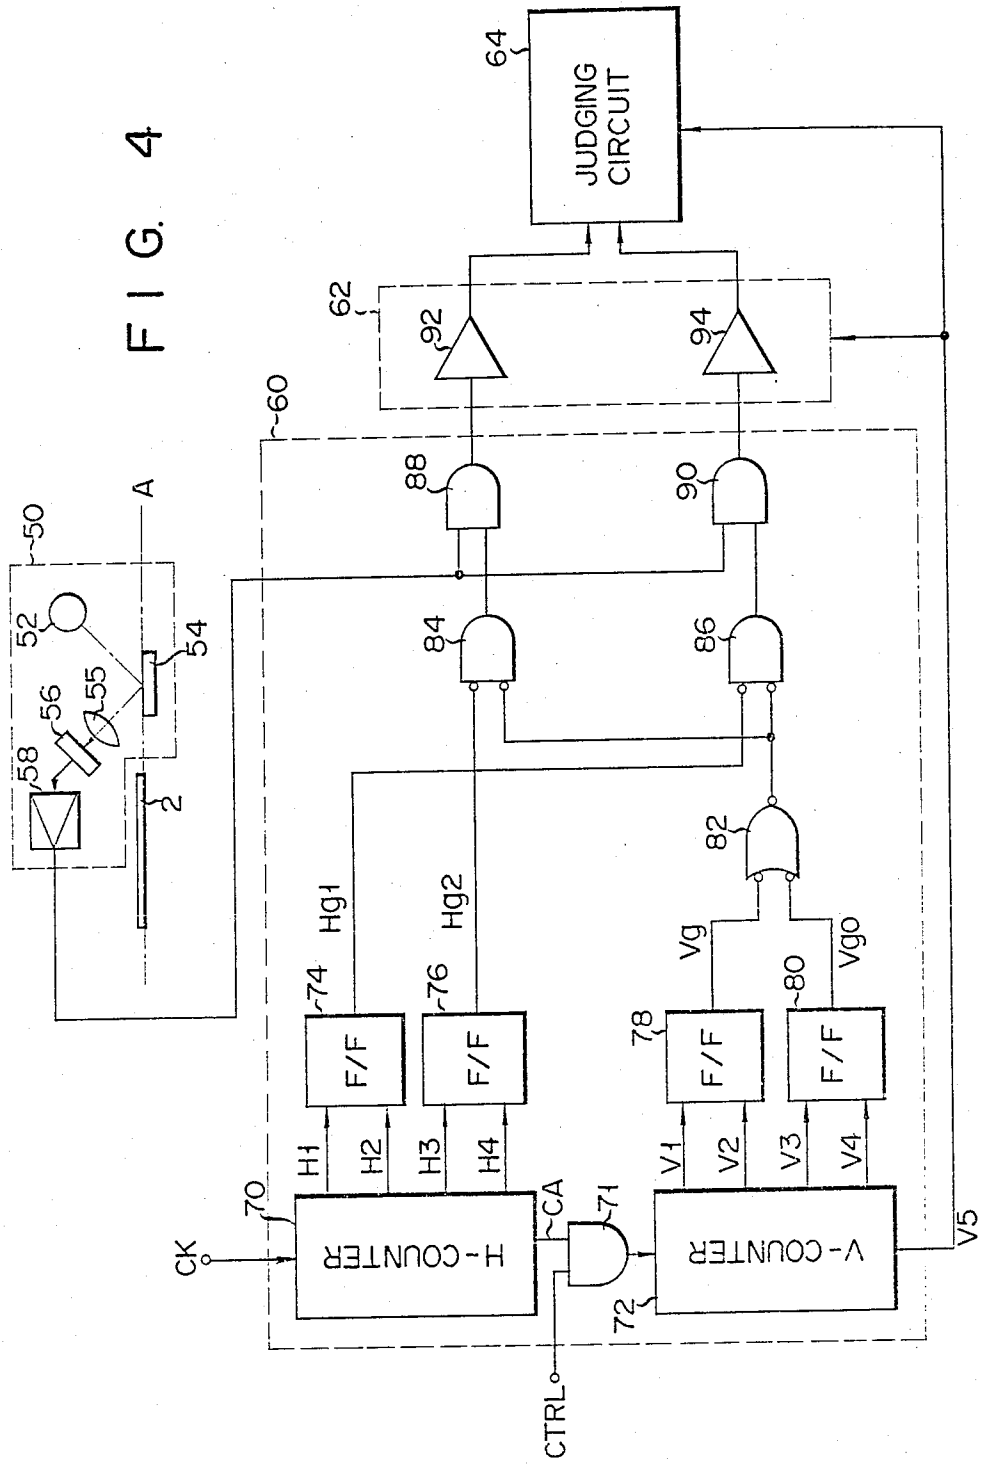 FIG. 4
50
52
54
55
56
58
2
A
60
62
64
JUDGING
CIRCUIT
92
94
88
90
84
86
82
Hg1
Hg2
Vg
Vgo
74
F/F
76
F/F
78
F/F
80
F/F
H1
H2
H3
H4
V1
V2
V3
V4
70
H-COUNTER
CK
CA
71
72
V-COUNTER
V5
CTRL